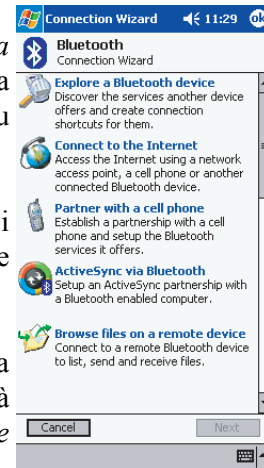 Connection Wizard 11:29 ok
Bluetooth
Connection Wizard
Explore a Bluetooth device
Discover the services another device
offers and create connection
shortcuts for them.
Connect to the Internet
Access the Internet using a network
access point, a cell phone or another
connected Bluetooth device.
Partner with a cell phone
Establish a partnership with a cell
phone and setup the Bluetooth
services it offers.
ActiveSync via Bluetooth
Setup an ActiveSync partnership with
a Bluetooth enabled computer.
Browse files on a remote device
Connect to a remote Bluetooth device
to list, send and receive files.
Cancel Next
a
a
u
i
e
a
à
e